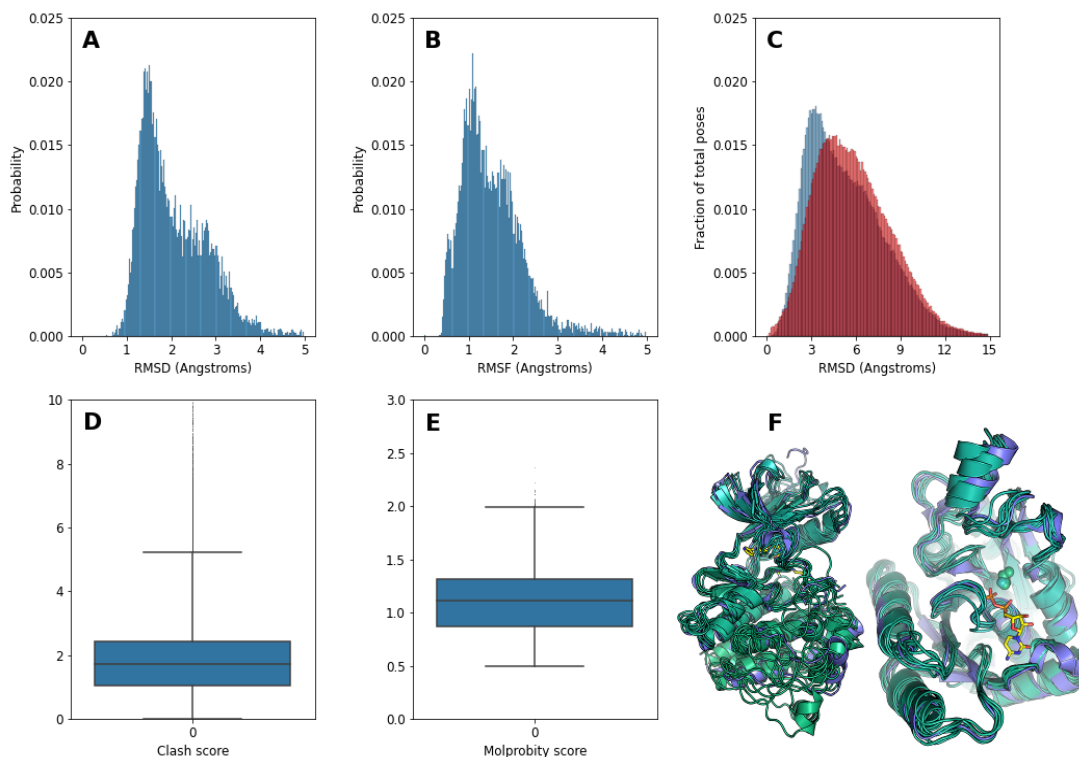 A
0.025
0.020
0.015
0.010
0.005
0.000
Probability
0 1 2 3 4 5
RMSD (Angstroms)
B
0.025
0.020
0.015
0.010
0.005
0.000
Probability
0 1 2 3 4 5
RMSF (Angstroms)
C
0.025
0.020
0.015
0.010
0.005
0.000
Fraction of total poses
0 3 6 9 12 15
RMSD (Angstroms)
D
10
8
6
4
2
0
0
Clash score
E
3.0
2.5
2.0
1.5
1.0
0.5
0.0
0
Molprobity score
F